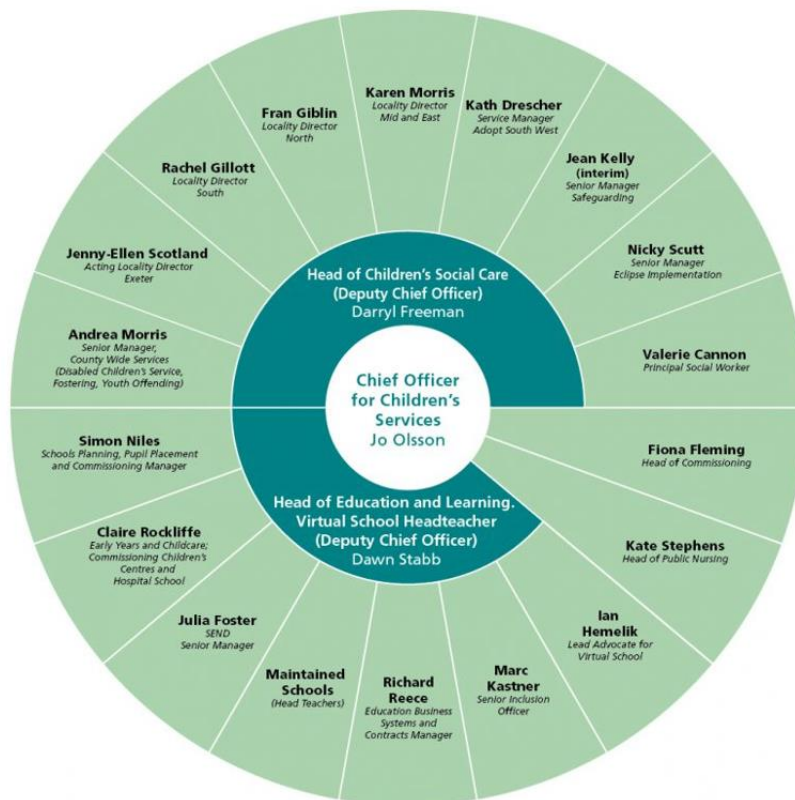 Karen Morris
Locality Director
Mid and East
Kath Drescher
Service Manager
Adopt South West
Jean Kelly
(interim)
Senior Manager
Safeguarding
Nicky Scutt
Senior Manager
Eclipse Implementation
Valerie Cannon
Principal Social Worker
Fiona Fleming
Head of Commissioning
Kate Stephens
Head of Public Nursing
Ian
Hemelik
Lead Advocate for
Virtual School
Marc
Kastner
Senior Inclusion
Officer
Richard
Reece
Education Business
Systems and
Contracts Manager
Maintained
Schools
(Head Teachers)
Julia Foster
SEND
Senior Manager
Claire Rockliffe
Early Years and Childcare;
Commissioning Children's
Centres and
Hospital School
Simon Niles
Schools Planning, Pupil Placement
and Commissioning Manager
Andrea Morris
Senior Manager,
County Wide Services
(Disabled Children's Service,
Fostering, Youth Offending)
Jenny-Ellen Scotland
Acting Locality Director
Exeter
Rachel Gillott
Locality Director
South
Fran Giblin
Locality Director
North
Head of Children's Social Care
(Deputy Chief Officer)
Darryl Freeman
Chief Officer
for Children's
Services
Jo Olsson
Head of Education and Learning.
Virtual School Headteacher
(Deputy Chief Officer)
Dawn Stabb